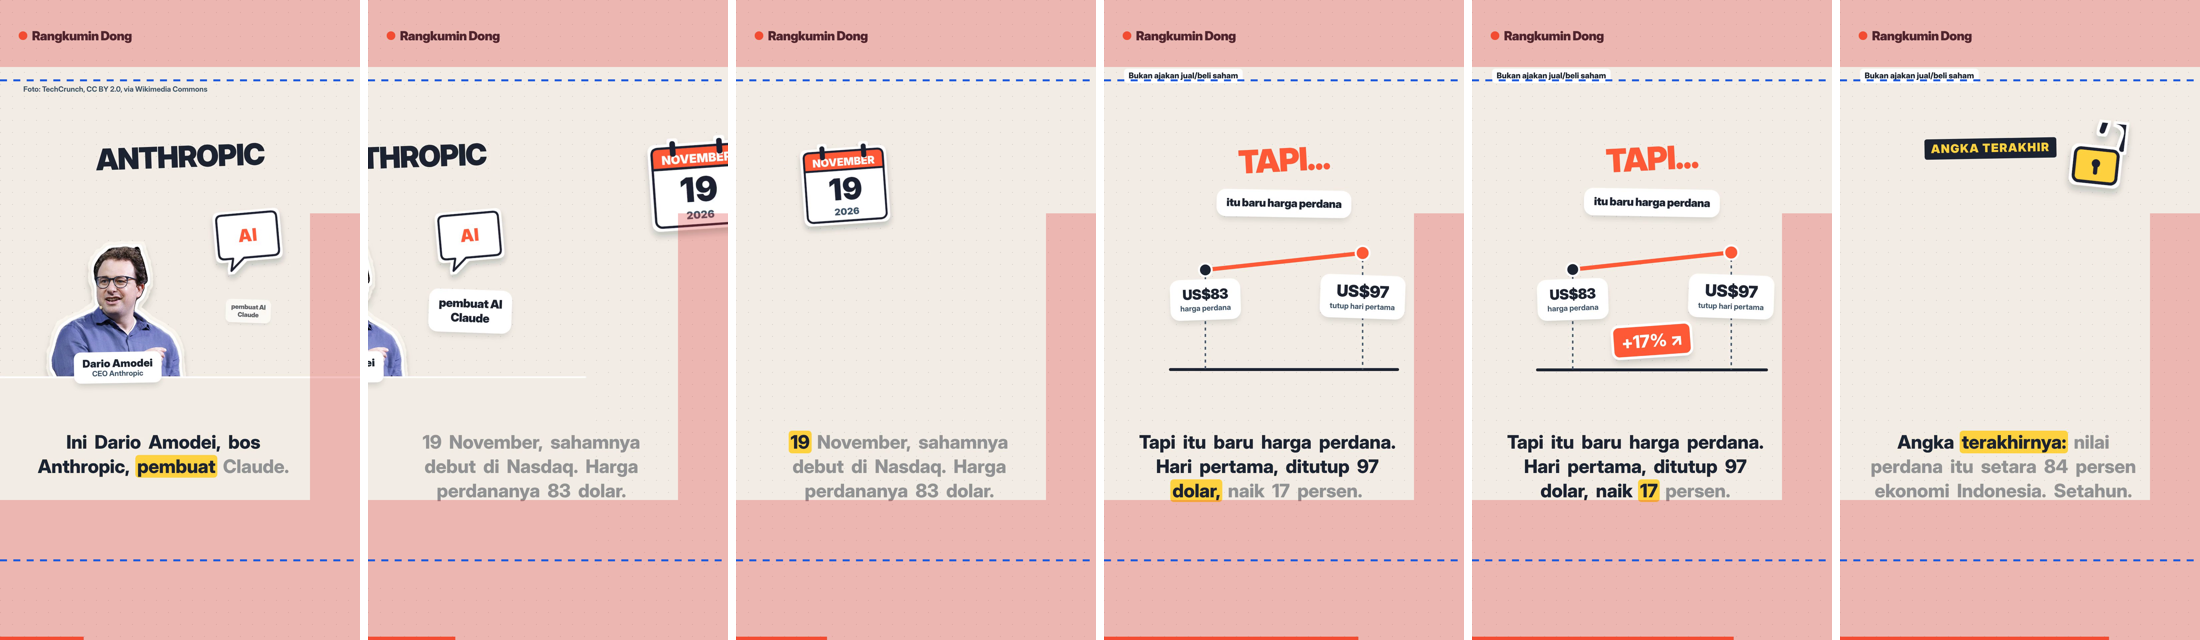 Rangkumin Dong
Foto: TechCrunch, CC BY 2.0, via Wikimedia Commons
ANTHROPIC
AI
pembuat AI
Claude
Dario Amodei
CEO Anthropic
Ini Dario Amodei, bos
Anthropic, pembuat Claude.
Rangkumin Dong
THROPIC
NOVEMBER
19
2026
AI
pembuat AI
Claude
ei
19 November, sahamnya
debut di Nasdaq. Harga
perdananya 83 dolar.
Rangkumin Dong
NOVEMBER
19
2026
19 November, sahamnya
debut di Nasdaq. Harga
perdananya 83 dolar.
Rangkumin Dong
Bukan ajakan jual/beli saham
TAPI...
itu baru harga perdana
US$83
harga perdana
US$97
tutup hari pertama
Tapi itu baru harga perdana.
Hari pertama, ditutup 97
dolar, naik 17 persen.
Rangkumin Dong
Bukan ajakan jual/beli saham
TAPI...
itu baru harga perdana
US$83
harga perdana
US$97
tutup hari pertama
+17%
Tapi itu baru harga perdana.
Hari pertama, ditutup 97
dolar, naik 17 persen.
Rangkumin Dong
Bukan ajakan jual/beli saham
ANGKA TERAKHIR
Angka terakhirnya: nilai
perdana itu setara 84 persen
ekonomi Indonesia. Setahun.